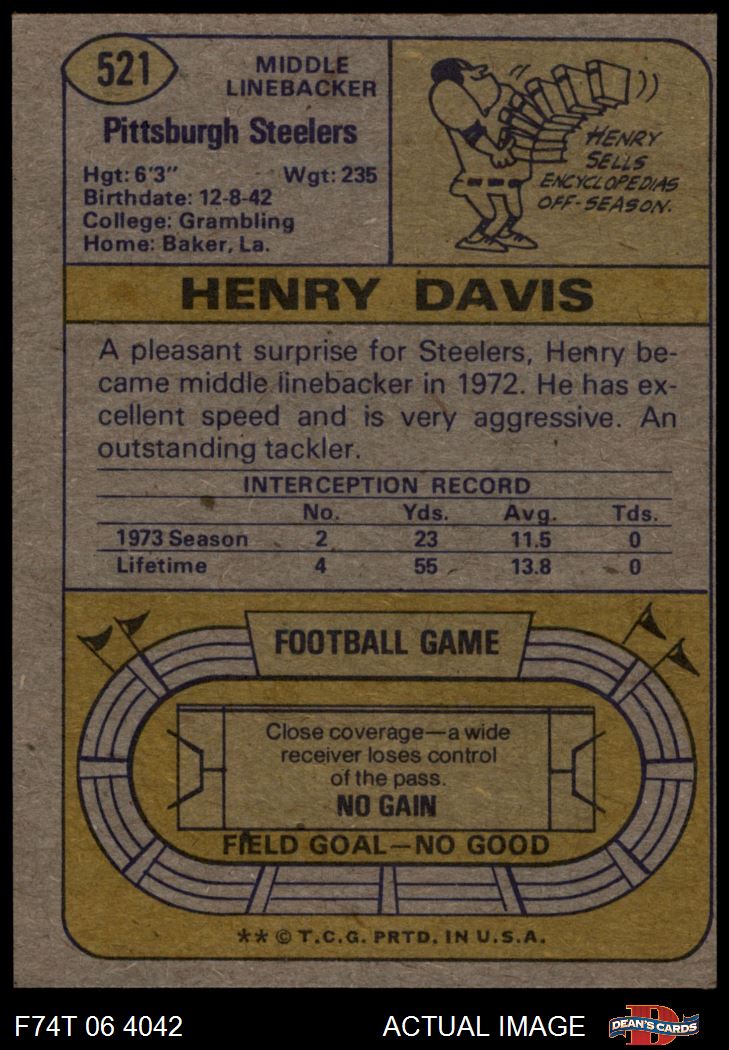 521
MIDDLE
LINEBACKER
Pittsburgh Steelers
Hgt: 6'3" Wgt: 235
Birthdate: 12-8-42
College: Grambling
Home: Baker, La.
HENRY
SELLS
ENCYCLOPEDIAS
OFF-SEASON.
HENRY DAVIS
A pleasant surprise for Steelers, Henry be-
came middle linebacker in 1972. He has ex-
cellent speed and is very aggressive. An
outstanding tackler.
INTERCEPTION RECORD
No. Yds. Avg. Tds.
1973 Season 2 23 11.5 0
Lifetime 4 55 13.8 0
FOOTBALL GAME
Close coverage—a wide
receiver loses control
of the pass.
NO GAIN
FIELD GOAL—NO GOOD
** © T.C.G. PRTD. IN U.S.A.
F74T 06 4042 ACTUAL IMAGE D DEAN'S CARDS